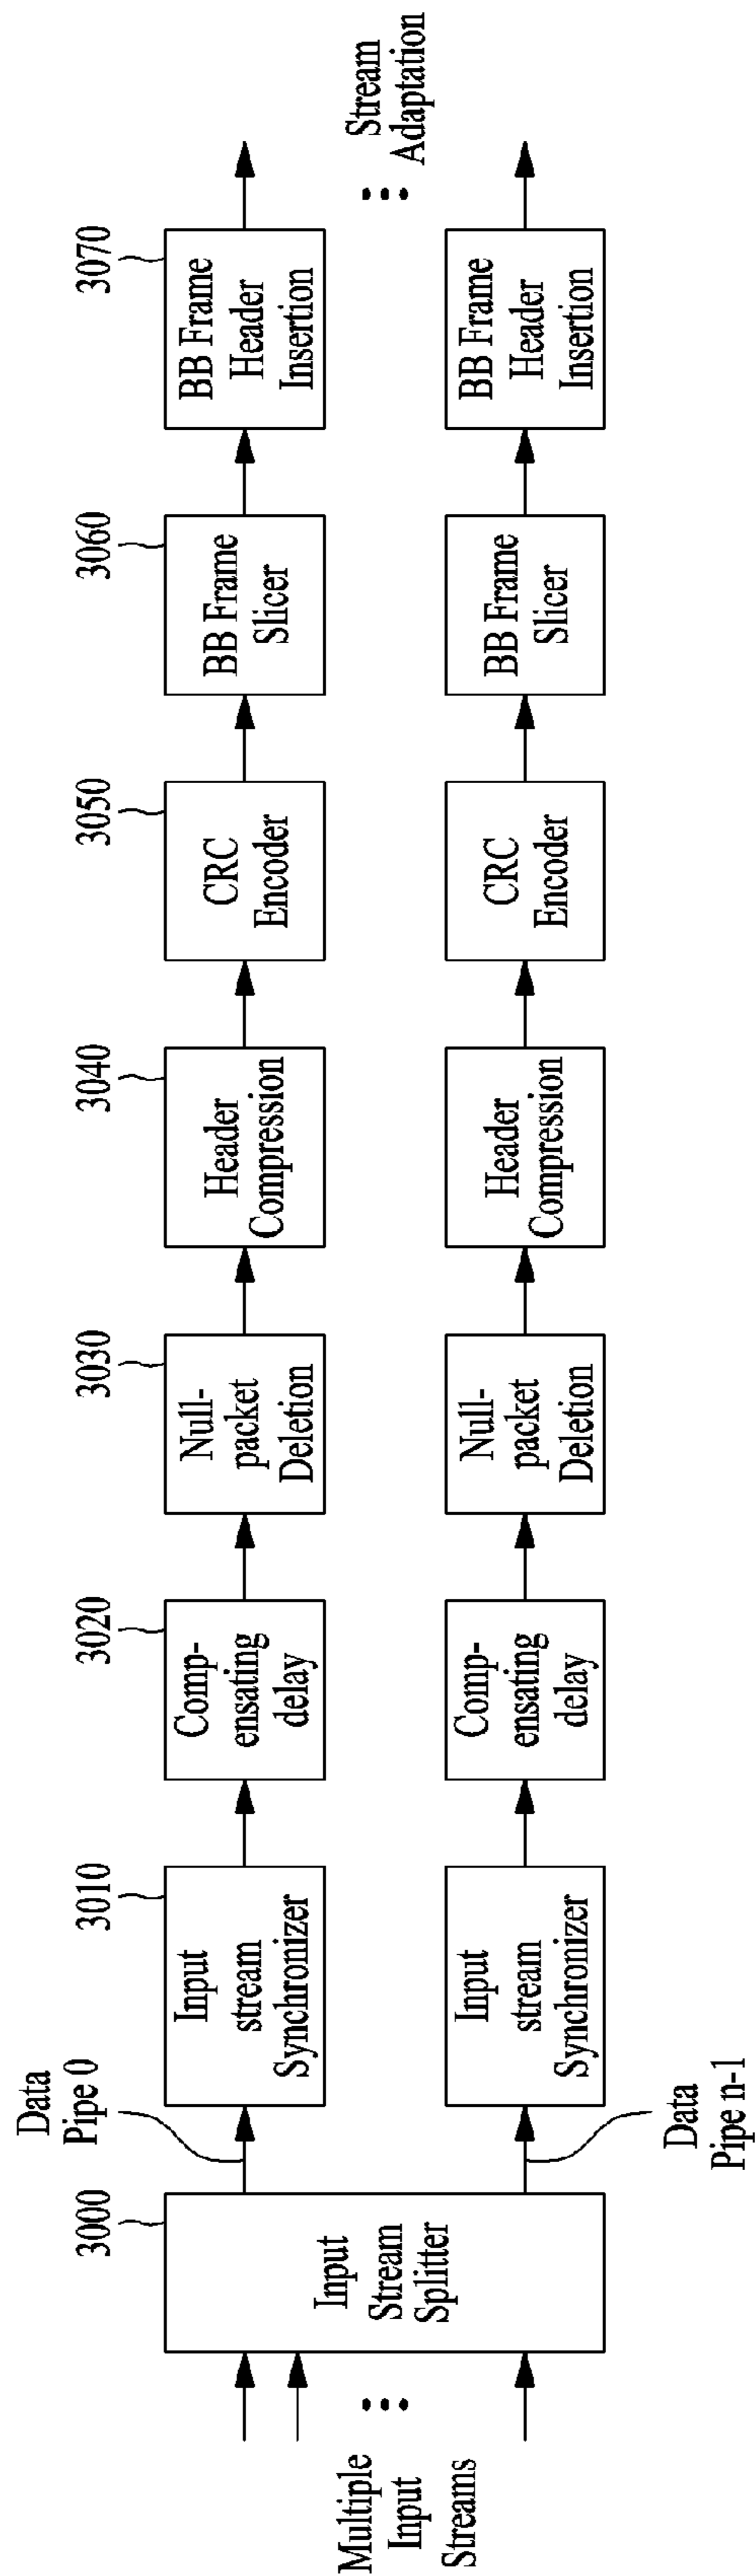 Multiple
Input
Streams
3000
Input
Stream
Splitter
Data
Pipe 0
Data
Pipe n-1
3010
Input
stream
Synchronizer
3020
Comp-
ensating
delay
3030
Null-
packet
Deletion
3040
Header
Compression
3050
CRC
Encoder
3060
BB Frame
Slicer
3070
BB Frame
Header
Insertion
Input
stream
Synchronizer
Comp-
ensating
delay
Null-
packet
Deletion
Header
Compression
CRC
Encoder
BB Frame
Slicer
BB Frame
Header
Insertion
Stream
Adaptation